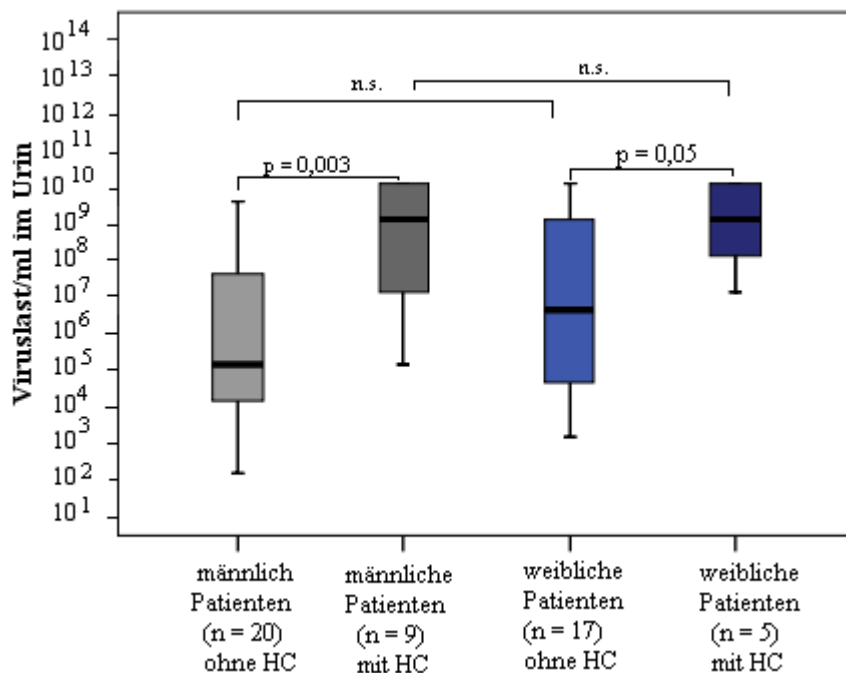 Viruslast/ml im Urin
10¹⁴
10¹³
10¹²
10¹¹
10¹⁰
10⁹
10⁸
10⁷
10⁶
10⁵
10⁴
10³
10²
10¹
n.s.
n.s.
p = 0,003
p = 0,05
männlich
Patienten
(n = 20)
ohne HC
männliche
Patienten
(n = 9)
mit HC
weibliche
Patienten
(n = 17)
ohne HC
weibliche
Patienten
(n = 5)
mit HC